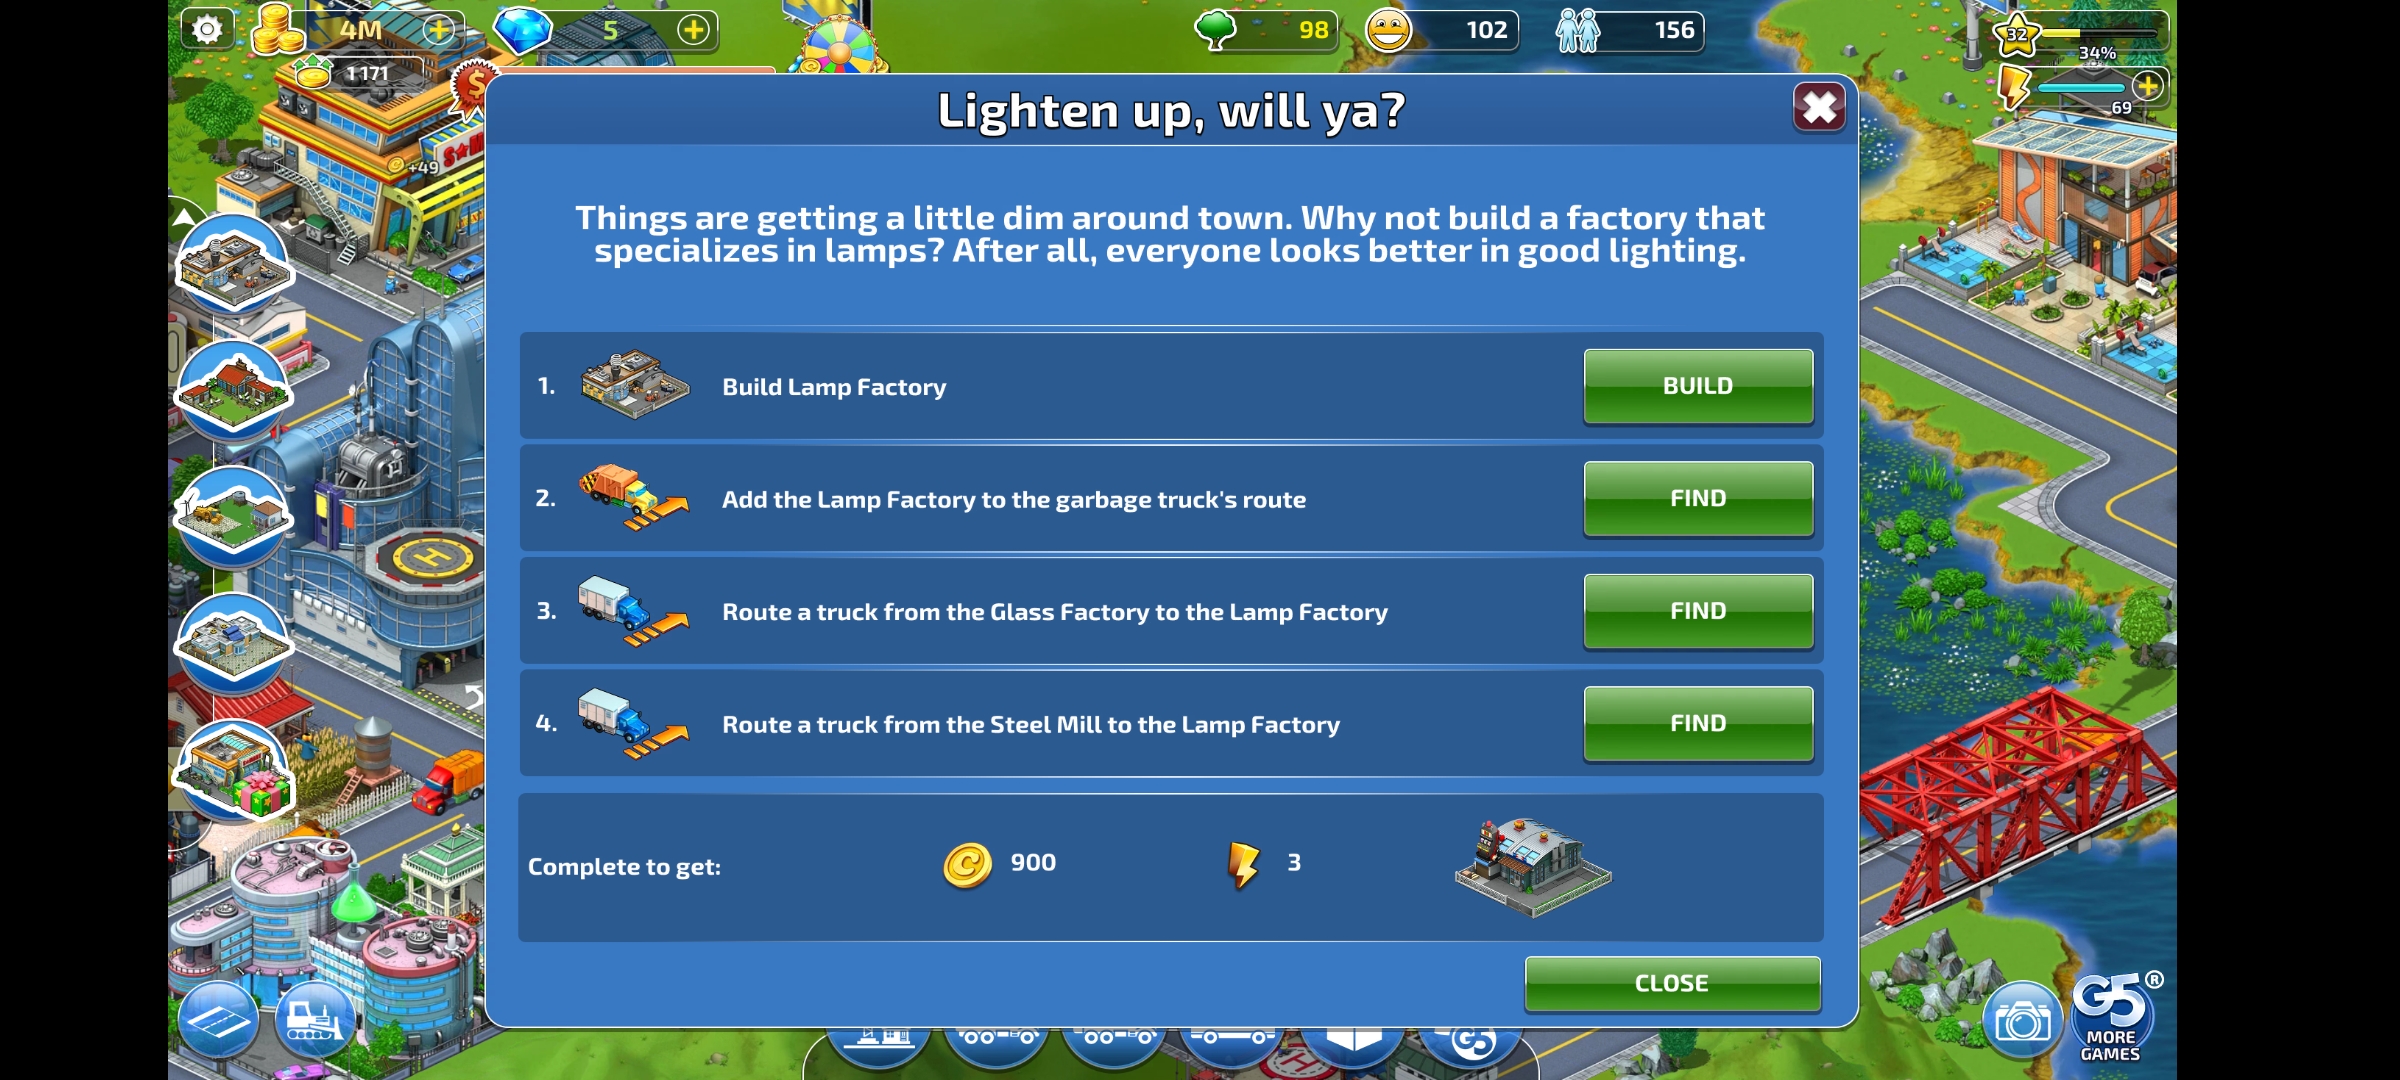 4M
5
98
102
156
32
34%
1 171
69
+49
Lighten up, will ya?
Things are getting a little dim around town. Why not build a factory that
specializes in lamps? After all, everyone looks better in good lighting.
1. Build Lamp Factory BUILD
2. Add the Lamp Factory to the garbage truck's route FIND
3. Route a truck from the Glass Factory to the Lamp Factory FIND
4. Route a truck from the Steel Mill to the Lamp Factory FIND
Complete to get: 900 3
CLOSE
G5®
MORE
GAMES
G5
H
H